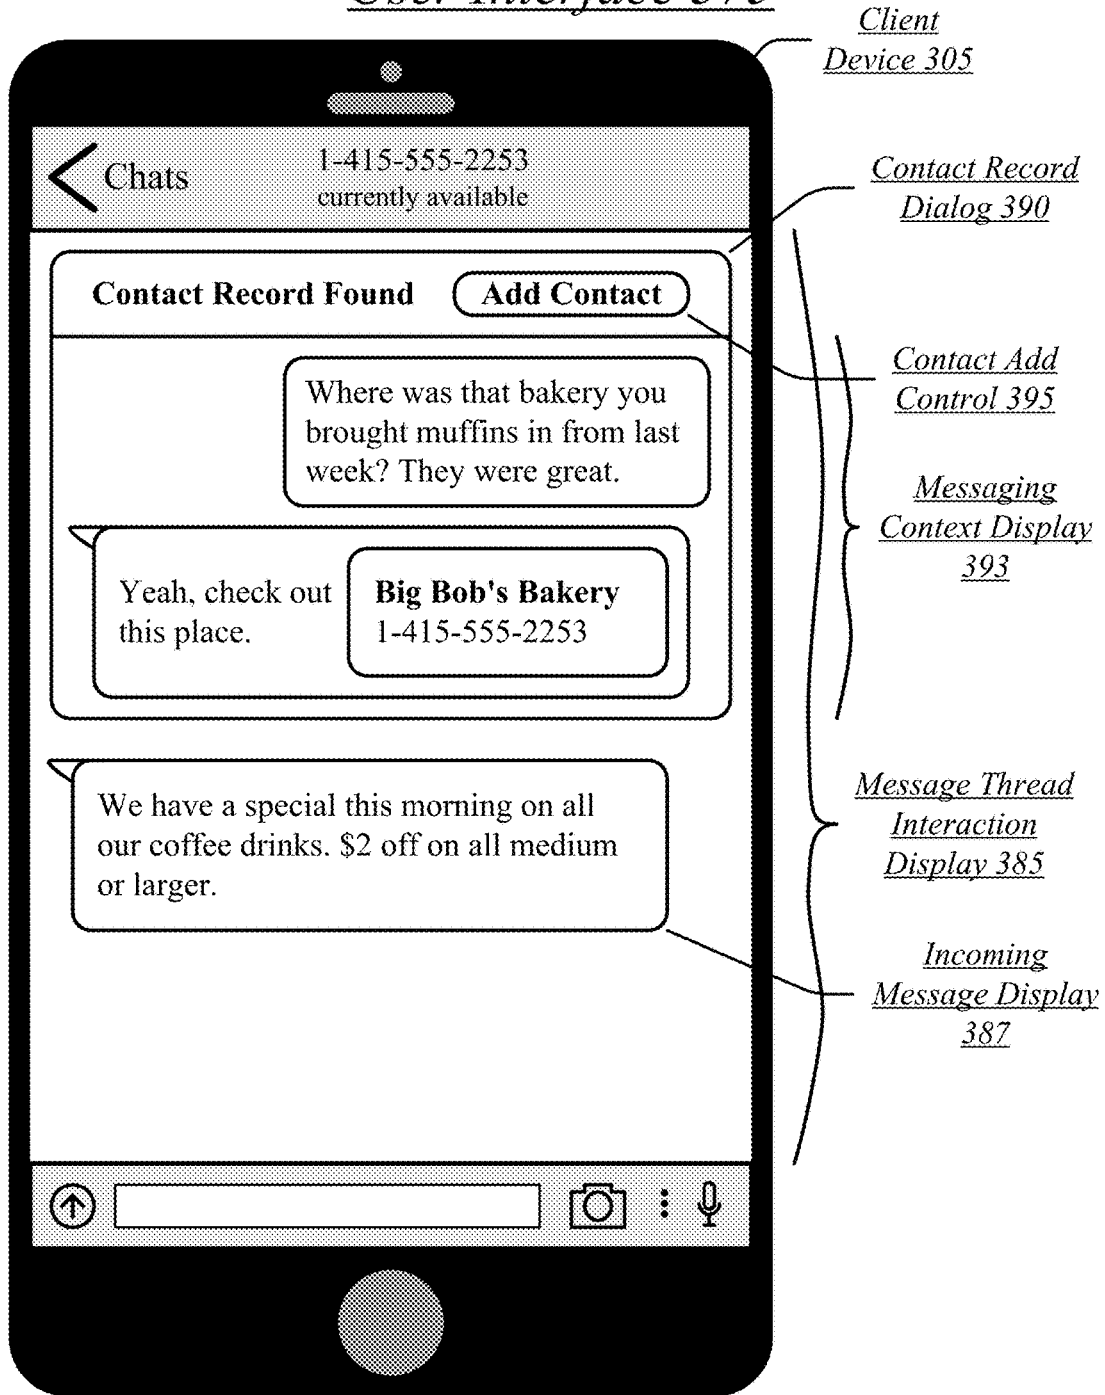 User Interface 375
Client
Device 305
1-415-555-2253
Chats
currently available
Contact Record
Dialog 390
Contact Record Found
Add Contact
Contact Add
Control 395
Where was that bakery you
brought muffins in from last
week? They were great.
Messaging
Context Display
393
Yeah, check out
this place.
Big Bob's Bakery
1-415-555-2253
Message Thread
Interaction
Display 385
We have a special this morning on all
our coffee drinks. $2 off on all medium
or larger.
Incoming
Message Display
387